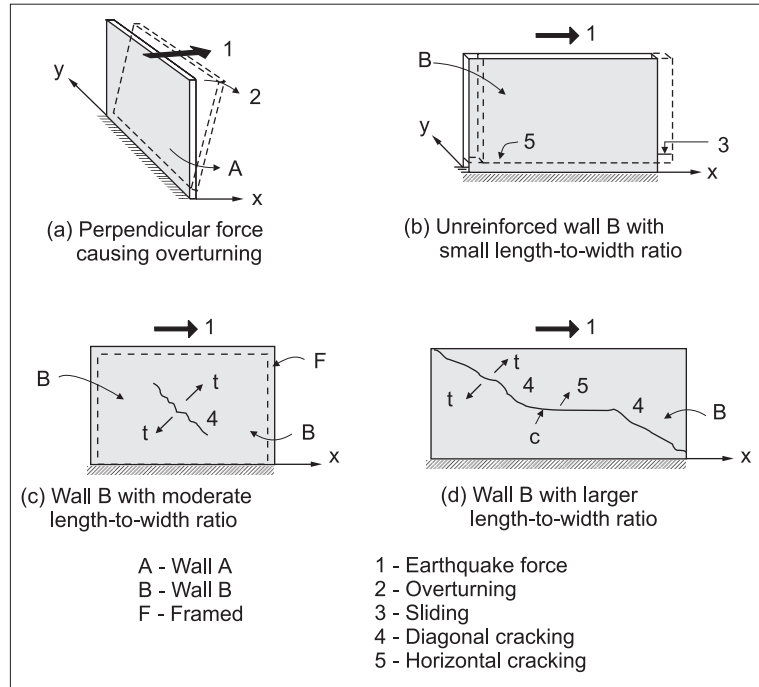 1
y
2
A
x
(a) Perpendicular force
causing overturning
1
B
y
5
3
x
(b) Unreinforced wall B with
small length-to-width ratio
1
F
B
t
4
t
B
x
(c) Wall B with moderate
length-to-width ratio
1
t
4
5
4
t
B
c
x
(d) Wall B with larger
length-to-width ratio
A - Wall A
B - Wall B
F - Framed
1 - Earthquake force
2 - Overturning
3 - Sliding
4 - Diagonal cracking
5 - Horizontal cracking